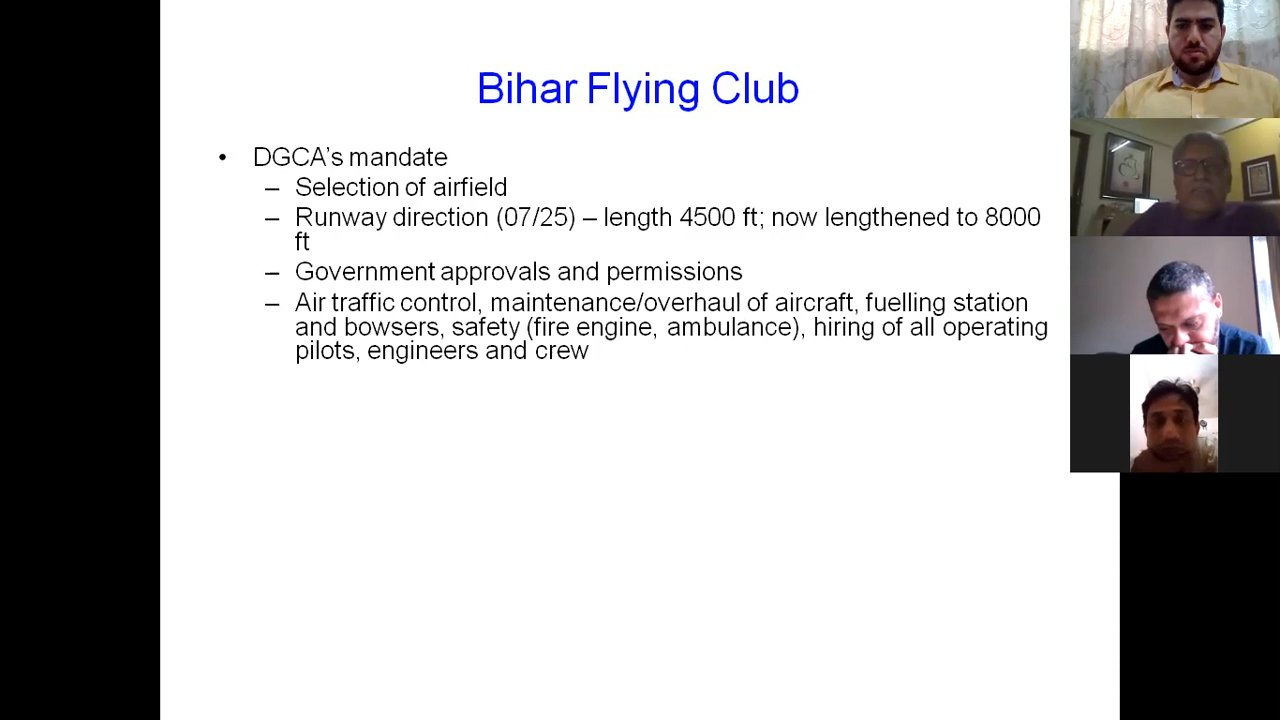 Bihar Flying Club
• DGCA's mandate
– Selection of airfield
– Runway direction (07/25) – length 4500 ft; now lengthened to 8000
ft
– Government approvals and permissions
– Air traffic control, maintenance/overhaul of aircraft, fuelling station
and bowsers, safety (fire engine, ambulance), hiring of all operating
pilots, engineers and crew